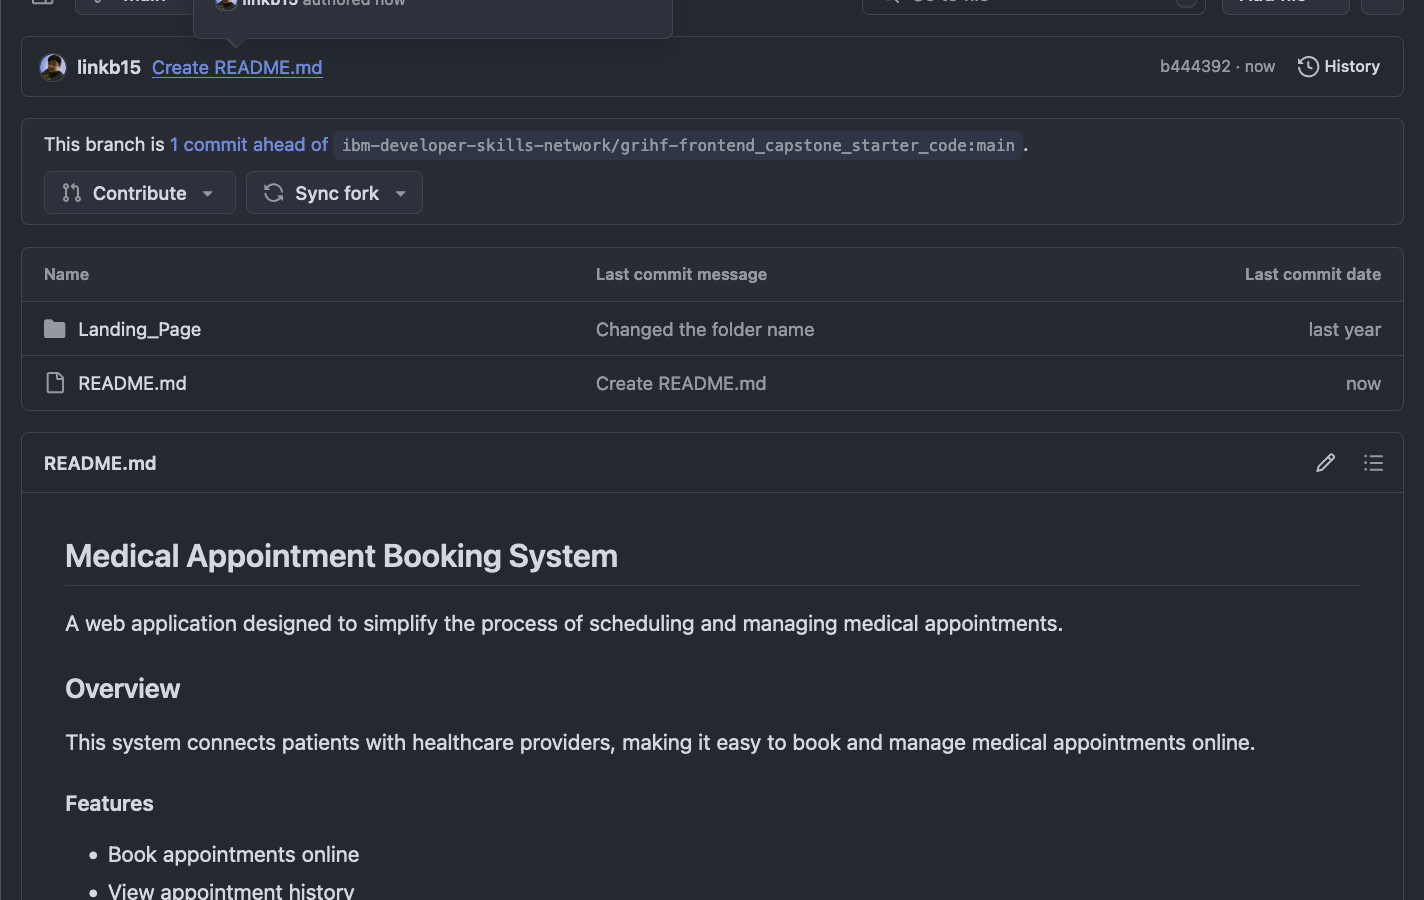 linkb15 authored now
linkb15 Create README.md b444392 · now History
This branch is 1 commit ahead of ibm-developer-skills-network/grihf-frontend_capstone_starter_code:main .
Contribute Sync fork
Name Last commit message Last commit date
Landing_Page Changed the folder name last year
README.md Create README.md now
README.md
Medical Appointment Booking System
A web application designed to simplify the process of scheduling and managing medical appointments.
Overview
This system connects patients with healthcare providers, making it easy to book and manage medical appointments online.
Features
• Book appointments online
• View appointment history